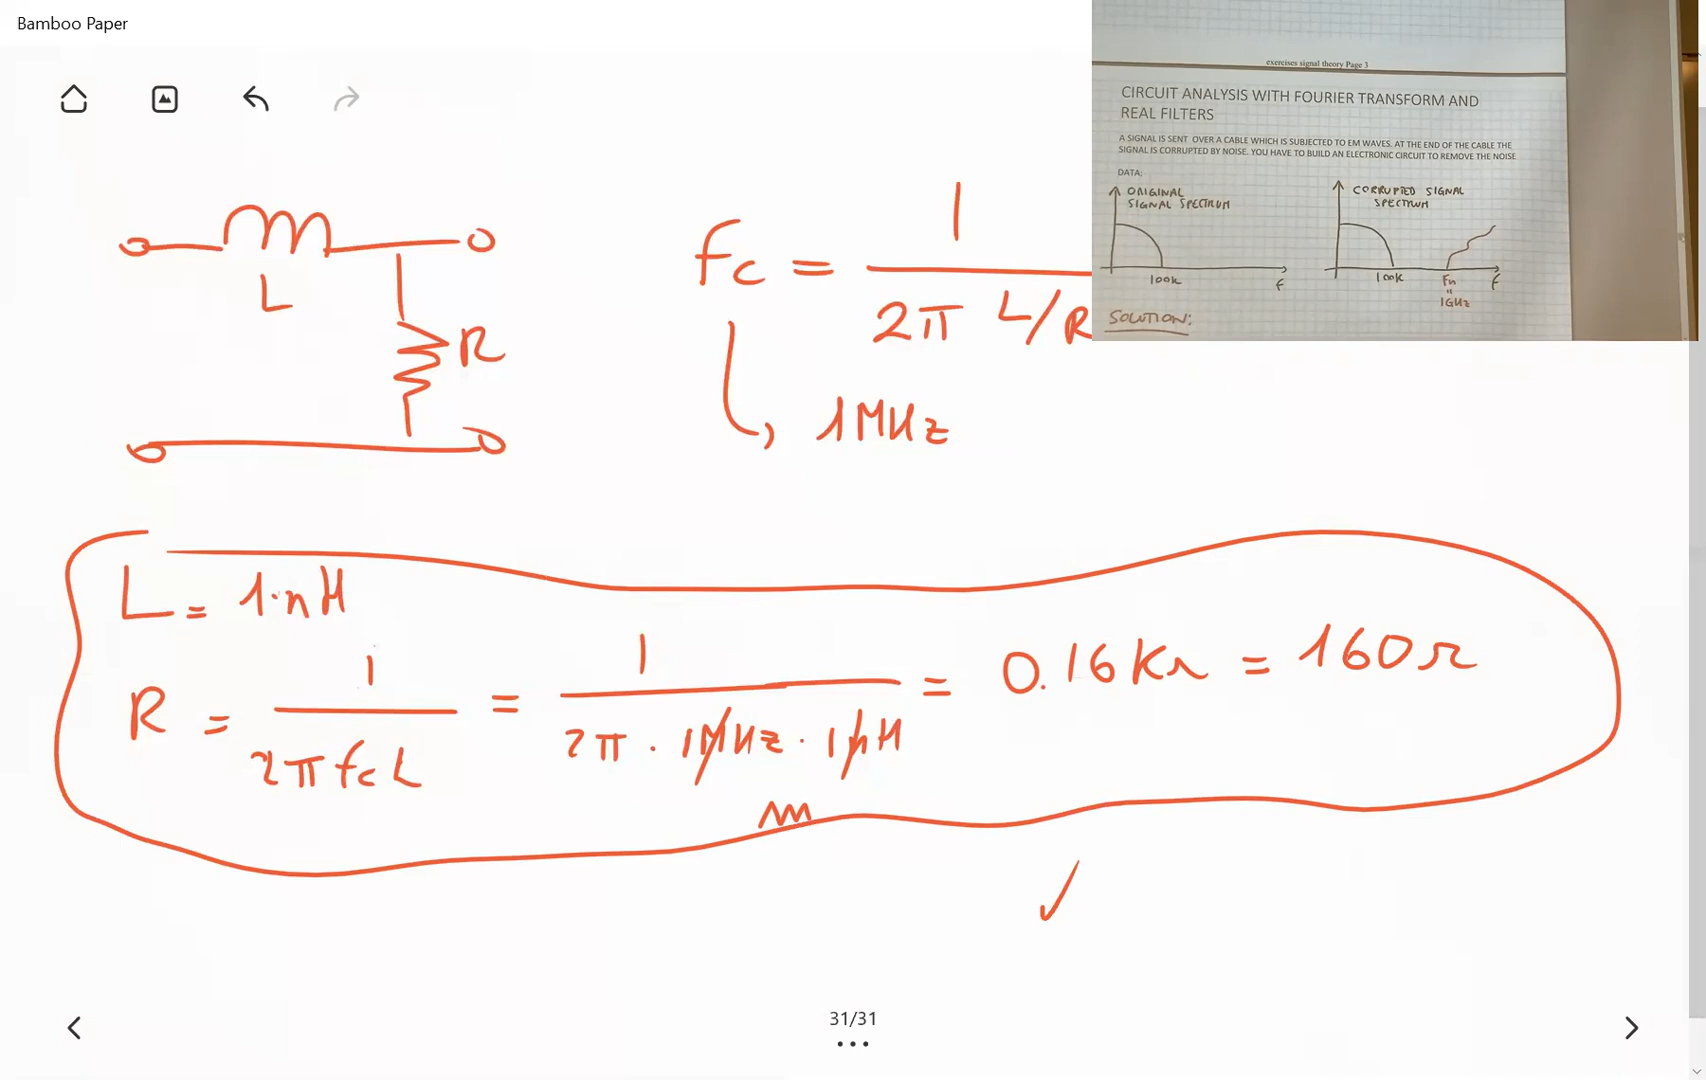 Bamboo Paper
exercises signal theory Page 3
CIRCUIT ANALYSIS WITH FOURIER TRANSFORM AND
REAL FILTERS
A SIGNAL IS SENT OVER A CABLE WHICH IS SUBJECTED TO EM WAVES. AT THE END OF THE CABLE THE
SIGNAL IS CORRUPTED BY NOISE. YOU HAVE TO BUILD AN ELECTRONIC CIRCUIT TO REMOVE THE NOISE
DATA:
ORIGINAL
SIGNAL SPECTRUM
100K
f
CORRUPTED SIGNAL
SPECTRUM
100K
Fn
=
1GHz
f
SOLUTION:
L
R
fc = 1 / 2π L/R
1MHz
L = 1·nH
R = 1 / 2π fc L = 1 / 2π · 1MHz · 1nH = 0.16 KΩ = 160Ω
31/31